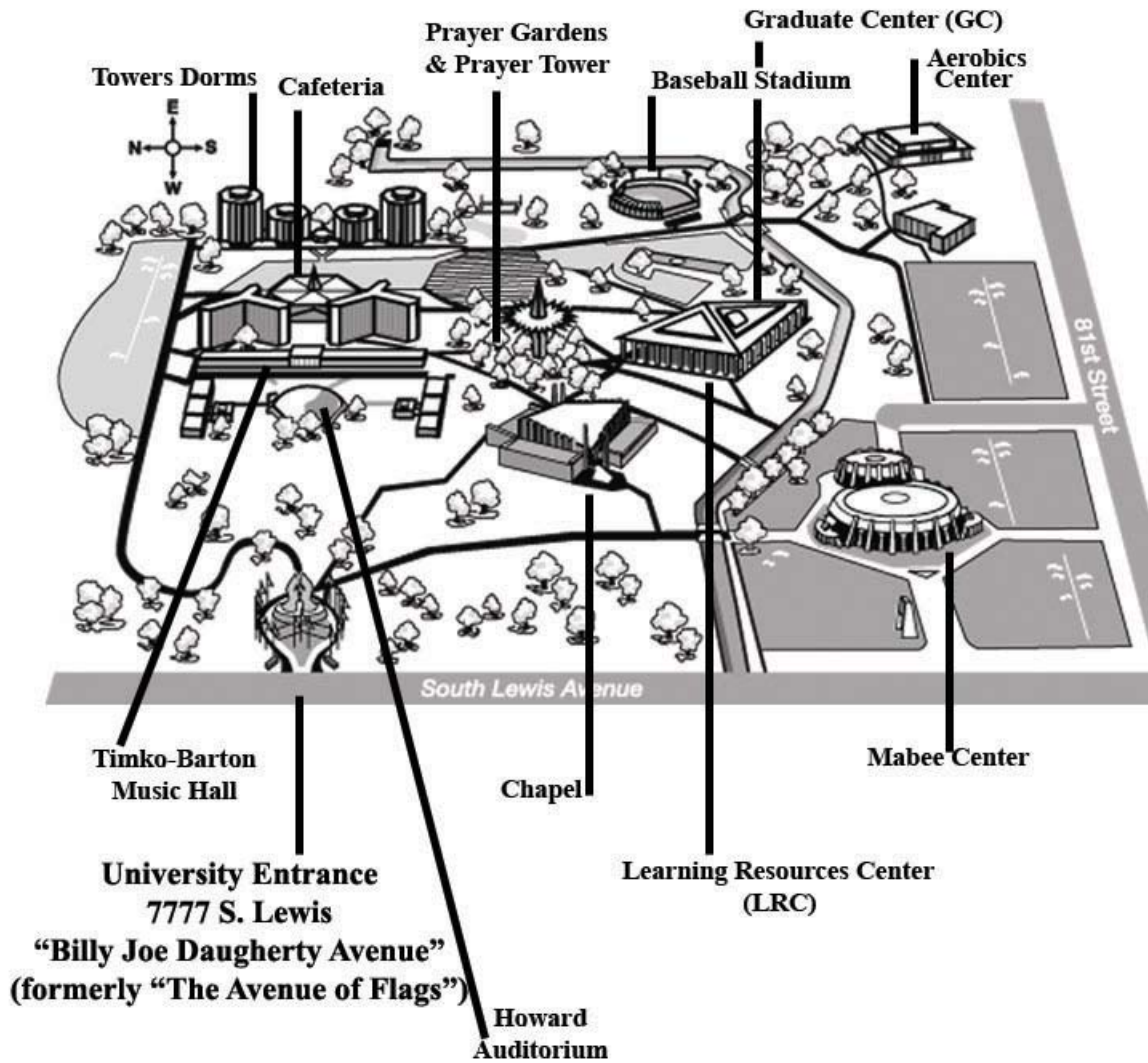 Graduate Center (GC)
Prayer Gardens
& Prayer Tower
Aerobics
Center
Towers Dorms
Cafeteria
Baseball Stadium
E
N
S
W
81st Street
South Lewis Avenue
Timko-Barton
Music Hall
Chapel
Mabee Center
University Entrance
7777 S. Lewis
“Billy Joe Daugherty Avenue”
(formerly “The Avenue of Flags”)
Learning Resources Center
(LRC)
Howard
Auditorium